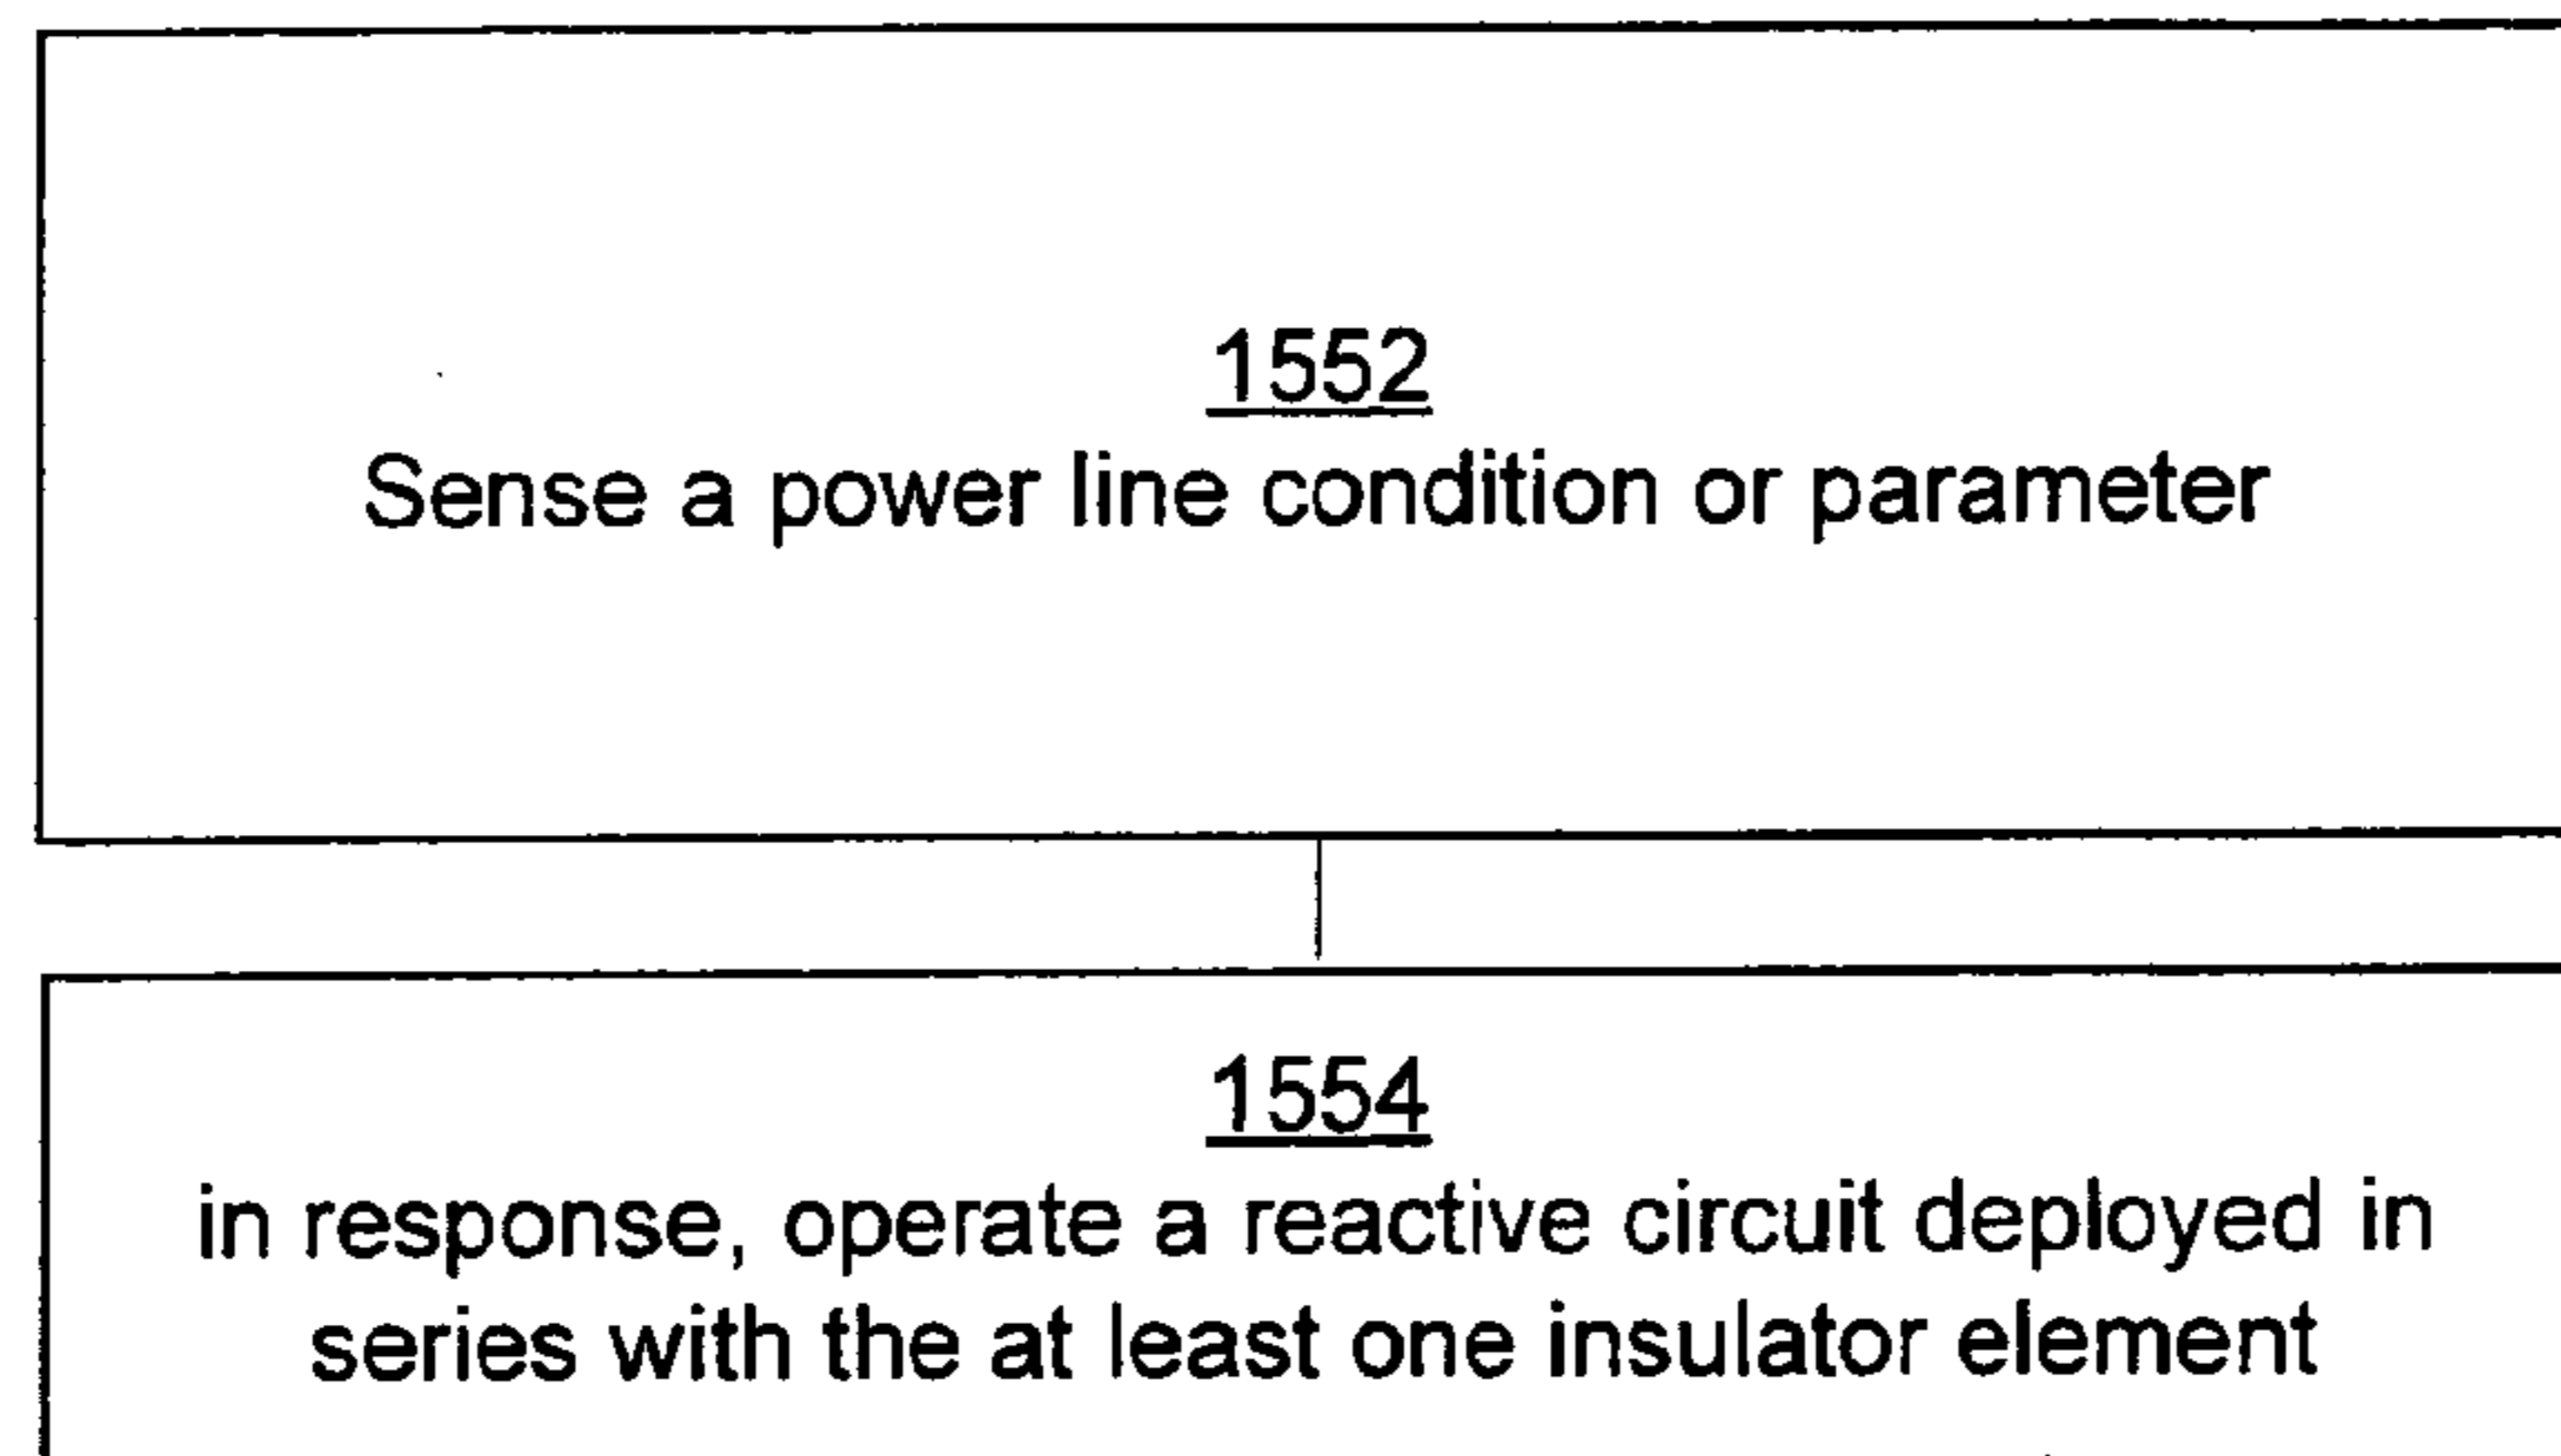 1552
Sense a power line condition or parameter
1554
in response, operate a reactive circuit deployed in
series with the at least one insulator element